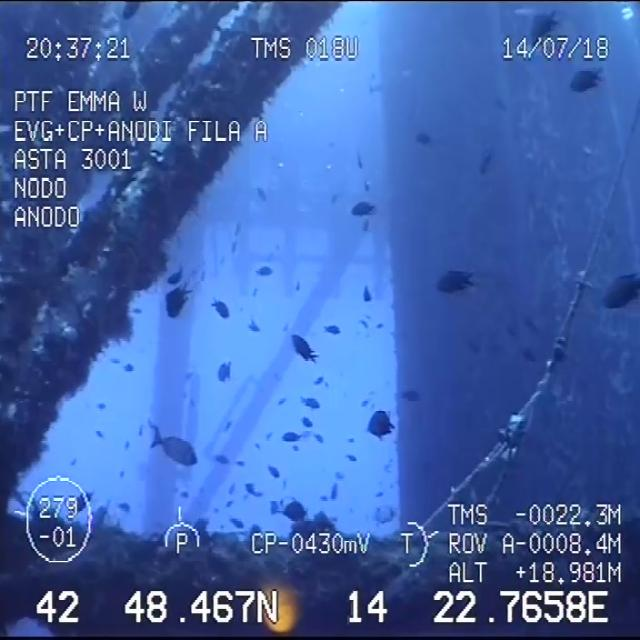 20:37:21 TMS 018U 14/07/18
PTF EMMA W
EVG+CP+ANODI FILA A
ASTA 3001
NODO
ANODO
279
-01
P CP-0430mV T
TMS -0022.3M
ROV A-0008.4M
ALT +18.981M
42 48.467N 14 22.7658E